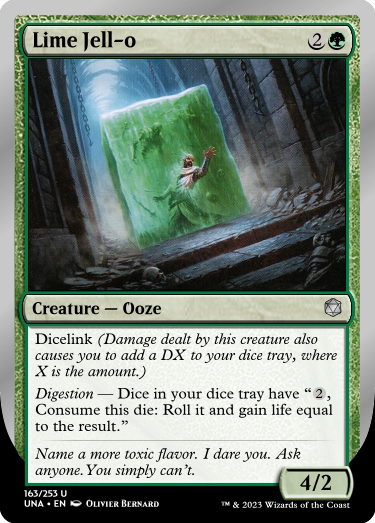 Lime Jell-o 2
Creature — Ooze
Dicelink (Damage dealt by this creature also
causes you to add a DX to your dice tray, where
X is the amount.)
Digestion — Dice in your dice tray have “2,
Consume this die: Roll it and gain life equal
to the result.”
Name a more toxic flavor. I dare you. Ask
anyone.You simply can't.
4/2
163/253 U
UNA • EN OLIVIER BERNARD
™ & 2023 Wizards of the Coast